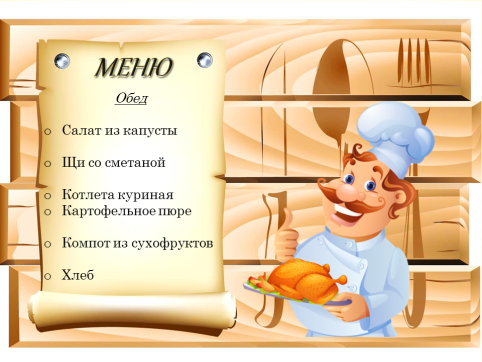 МЕНЮ
Обед
o Салат из капусты
o Щи со сметаной
o Котлета куриная
o Картофельное пюре
o Компот из сухофруктов
o Хлеб